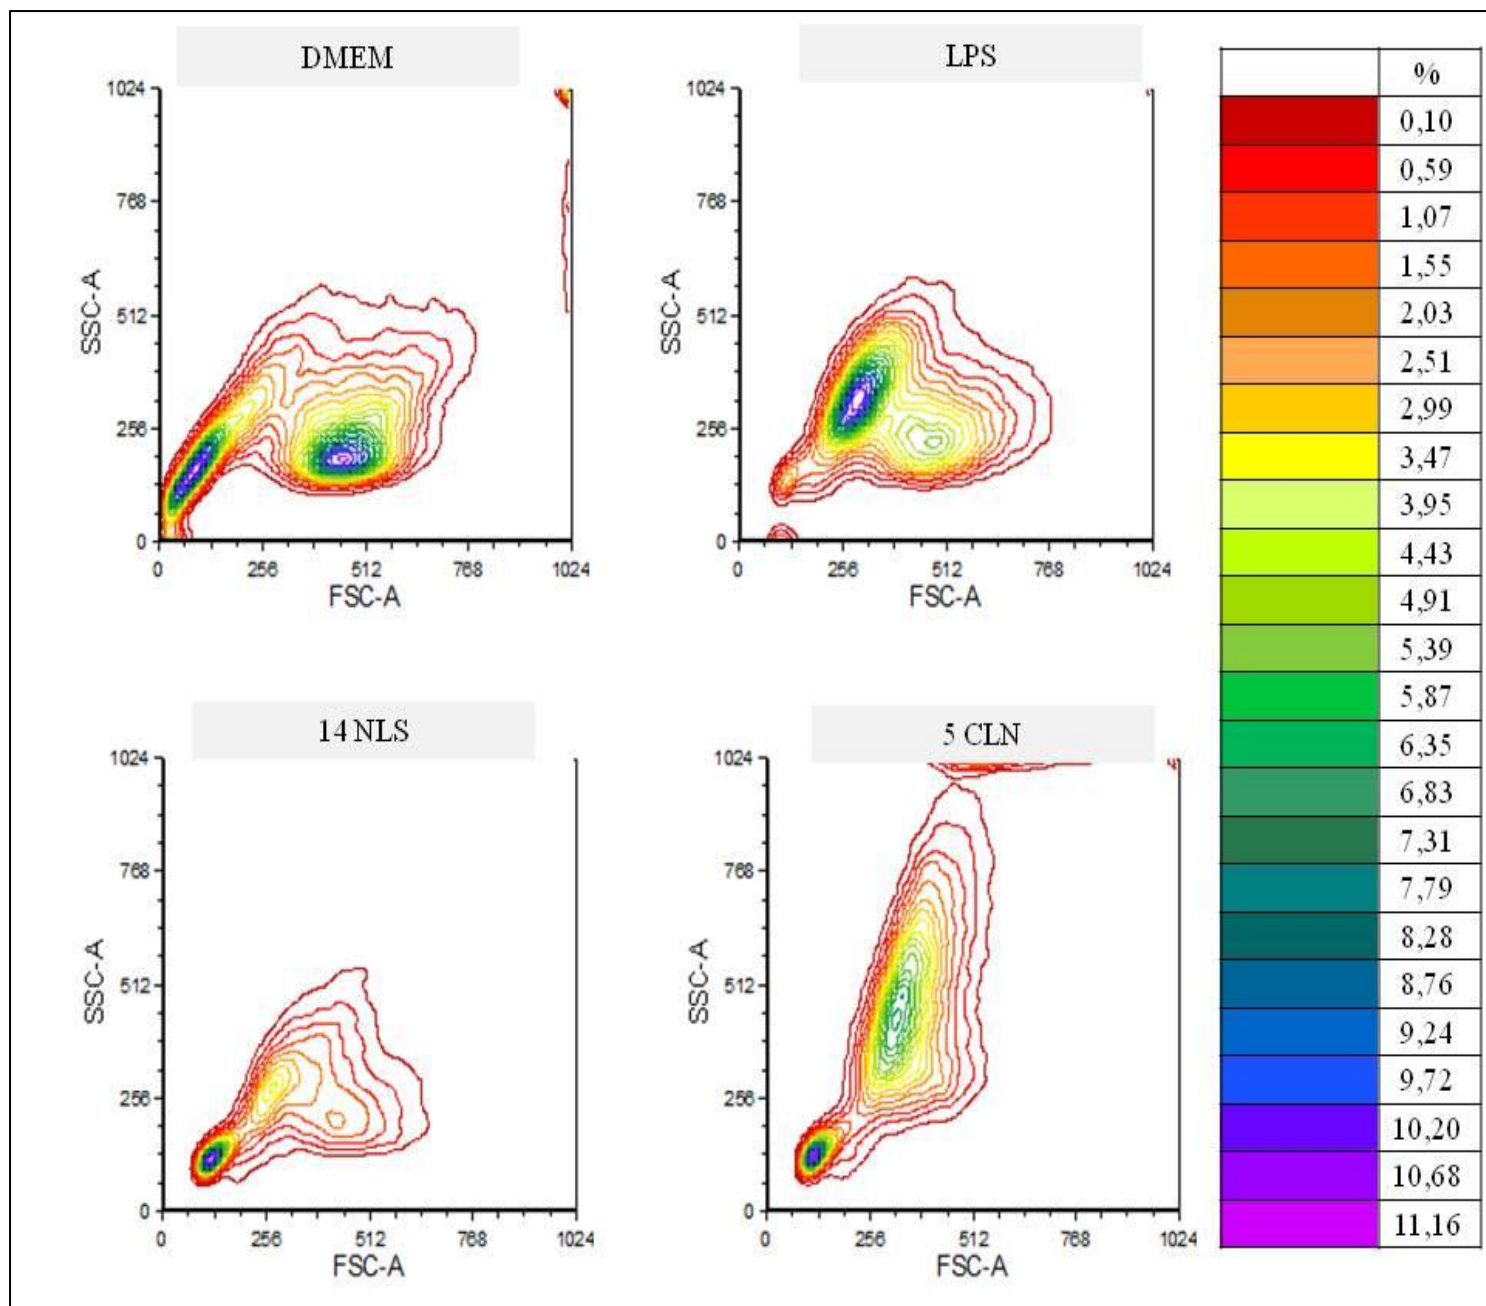 DMEM
1024
768
512
256
0
SSC-A
0 256 512 768 1024
FSC-A
LPS
1024
768
512
256
0
SSC-A
0 256 512 768 1024
FSC-A
14 NLS
1024
768
512
256
0
SSC-A
0 256 512 768 1024
FSC-A
5 CLN
1024
768
512
256
0
SSC-A
0 256 512 768 1024
FSC-A
%
0,10
0,59
1,07
1,55
2,03
2,51
2,99
3,47
3,95
4,43
4,91
5,39
5,87
6,35
6,83
7,31
7,79
8,28
8,76
9,24
9,72
10,20
10,68
11,16